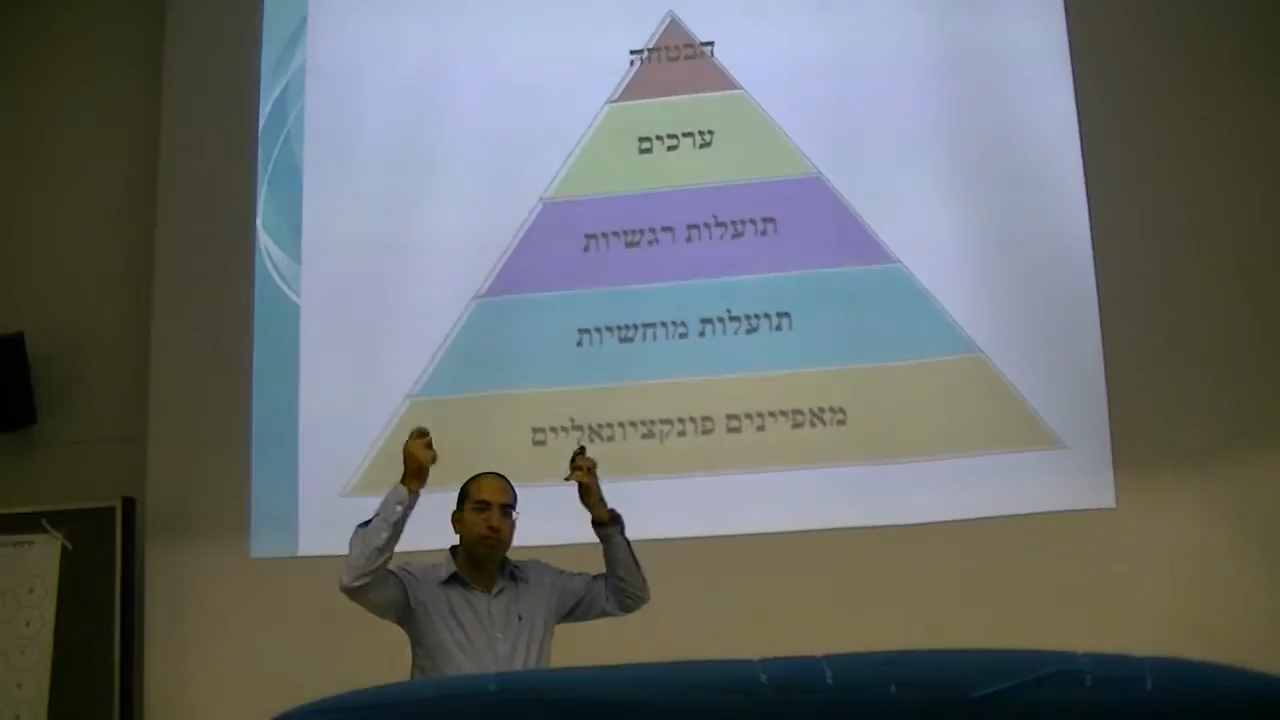 הבטחה
ערכים
תועלות רגשיות
תועלות מוחשיות
מאפיינים פונקציונאליים